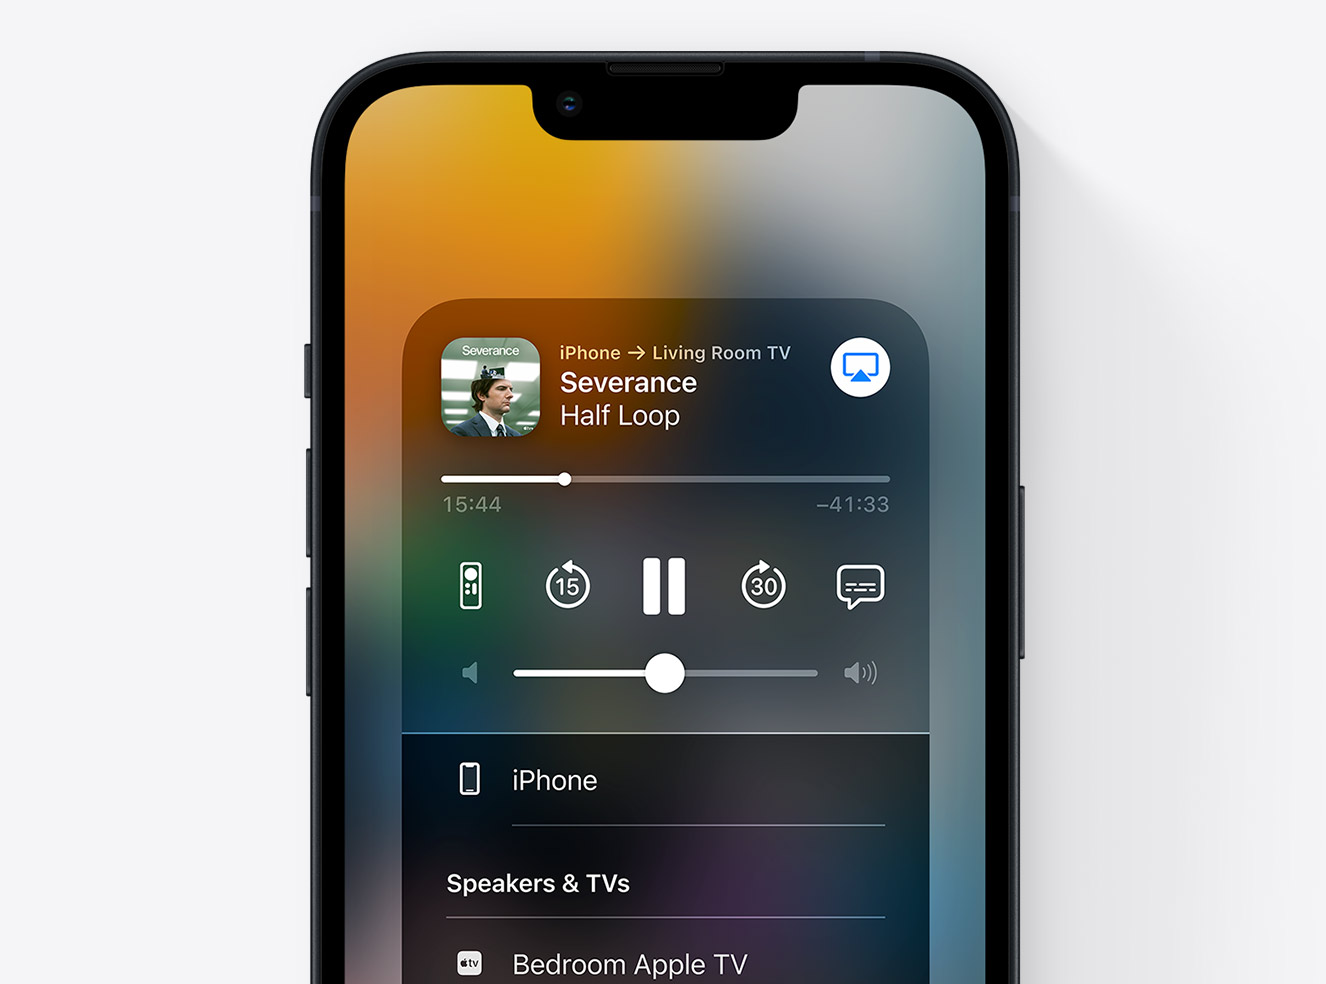 Severance
iPhone → Living Room TV
Severance
Half Loop
15:44
–41:33
15
30
iPhone
Speakers & TVs
tv
Bedroom Apple TV